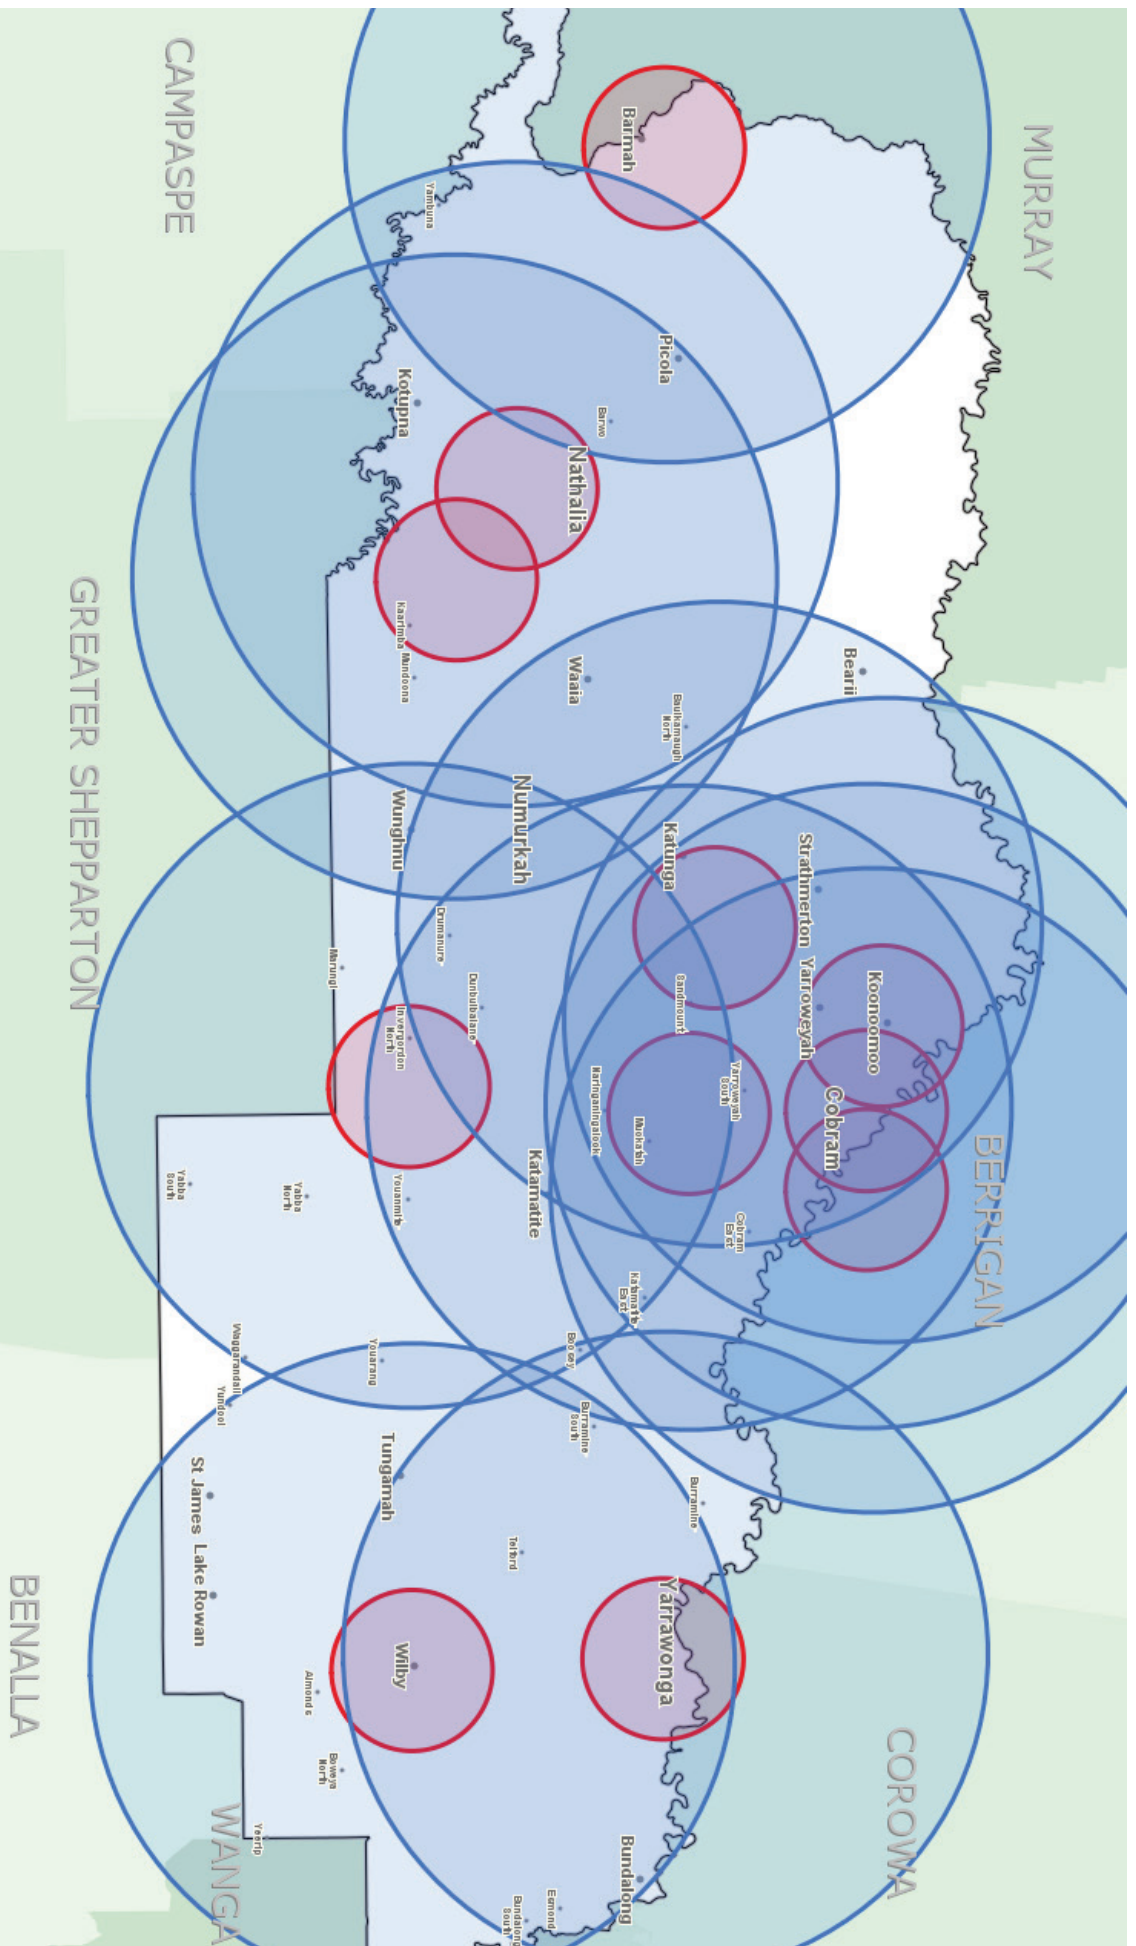 MURRAY
BERRIGAN
COROWA
Bearii
Koonoomoo
Strathmerton
Yarroweyah
Cobram
Barmah
Picola
Barwo
Baulkamaugh
North
Katunga
Sandmount
Yarroweyah
South
Cobram
East
Muckatah
Naringaningalook
Katamatite
East
Burramine
Yarrawonga
Bundalong
Nathalia
Waaia
Numurkah
Katamatite
Boosey
Burramine
South
Telford
Esmond
Bundalong
South
Yambuna
Kotupna
Kaarimba
Mundoona
Wunghnu
Drumanure
Dunbulbalane
Invergordon
North
Youanmite
Youarang
Tungamah
Wilby
Marungi
Yabba
North
Almonds
Boweya
North
Yabba
South
Waggarandall
Yundool
St James
Lake Rowan
Yeerip
CAMPASPE
GREATER SHEPPARTON
WANGA
BENALLA